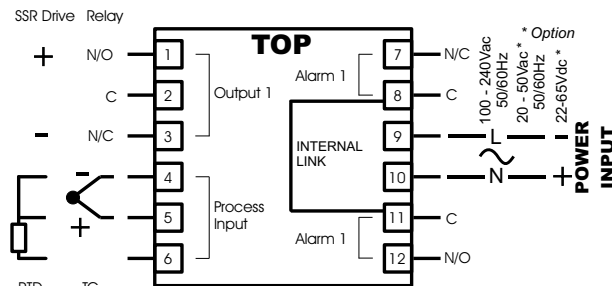 SSR Drive Relay
TOP
* Option
+ N/O 1
C 2
- N/C 3
Output 1
- 4
+ 5
6
Process
Input
7 N/C
8 C
Alarm 1
9 L -
10 N +
INTERNAL
LINK
11 C
12 N/O
Alarm 1
100 - 240Vac
50/60Hz
20 - 50Vac *
50/60Hz
22-65Vdc *
POWER
INPUT
RTD TC